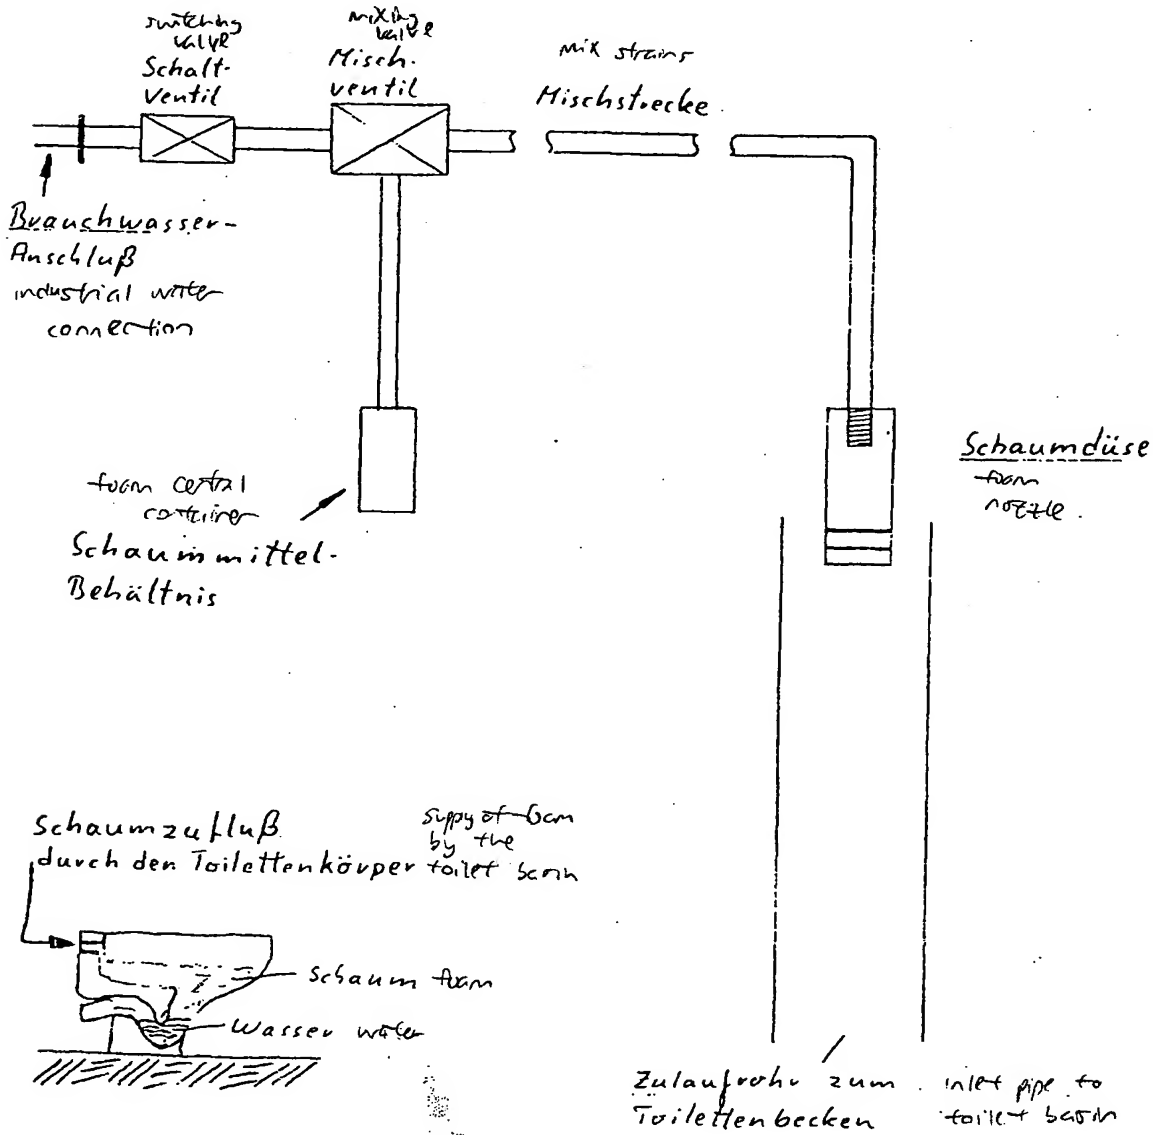 switching
valve
Schalt-
Ventil
mixing
valve
Misch-
ventil
mix strains
Mischstrecke
Brauchwasser-
Anschluß
industrial water
connection
foam central
container
Schaummittel-
Behältnis
Schaumdüse
foam
nozzle.
Schaumzufluß
durch den Toilettenkörper
suppy of foam
by the
toilet basin
Schaum foam
Wasser water
Zulaufrohr zum
Toilettenbecken
inlet pipe to
toilet basin